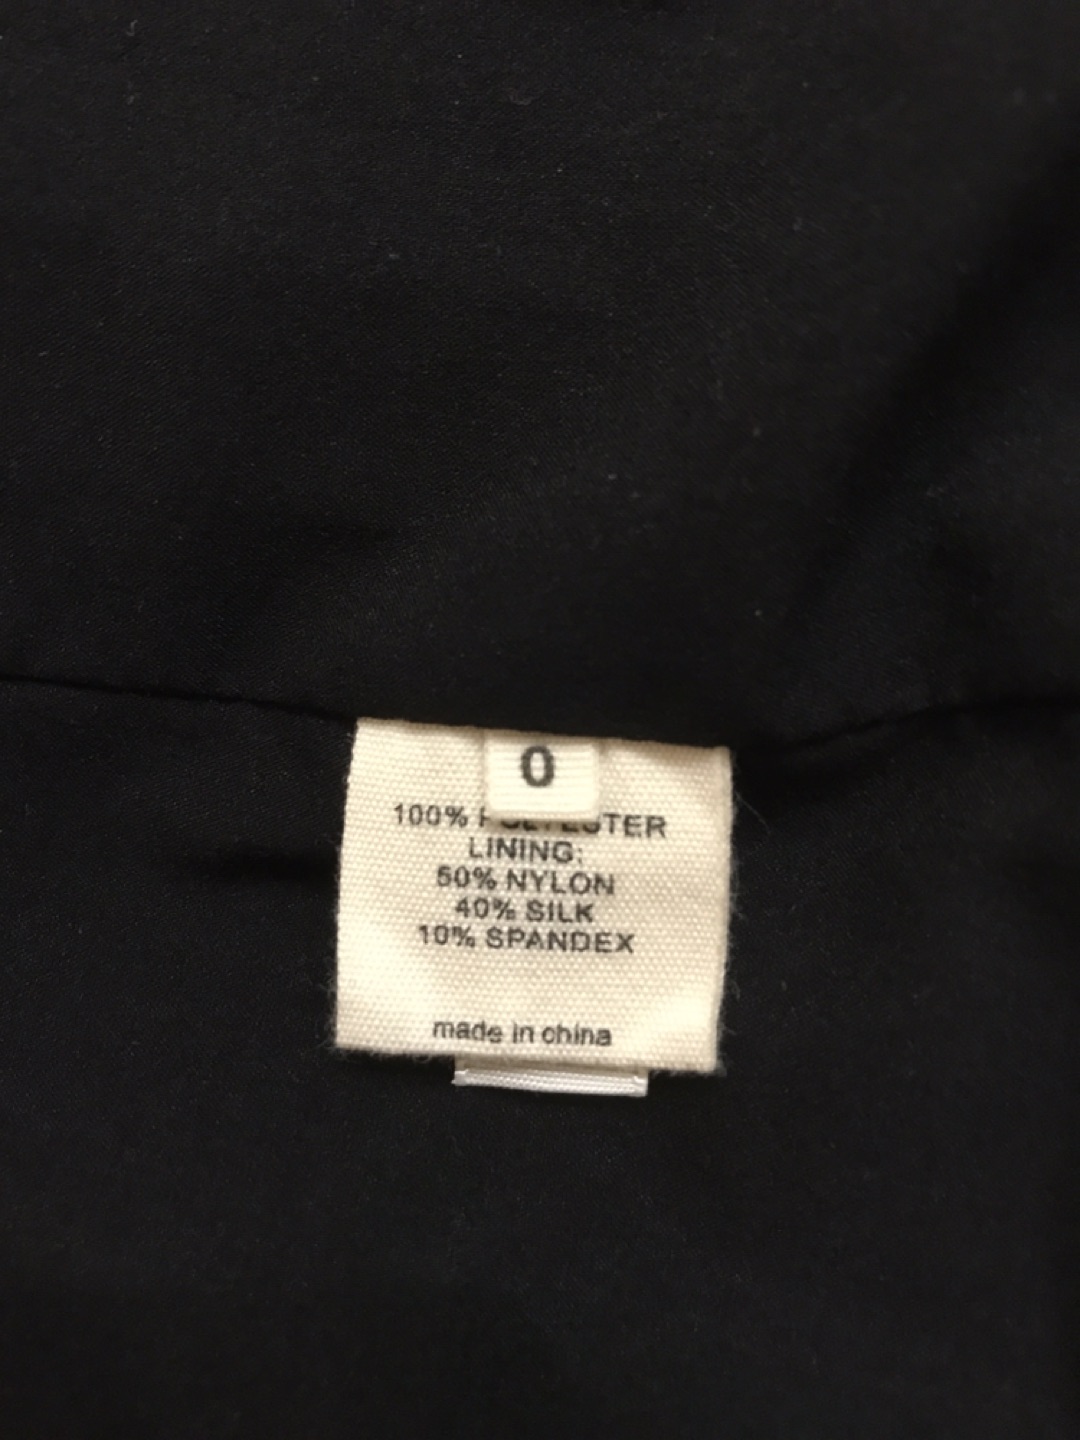 0
100% POLYESTER
LINING:
50% NYLON
40% SILK
10% SPANDEX
made in china